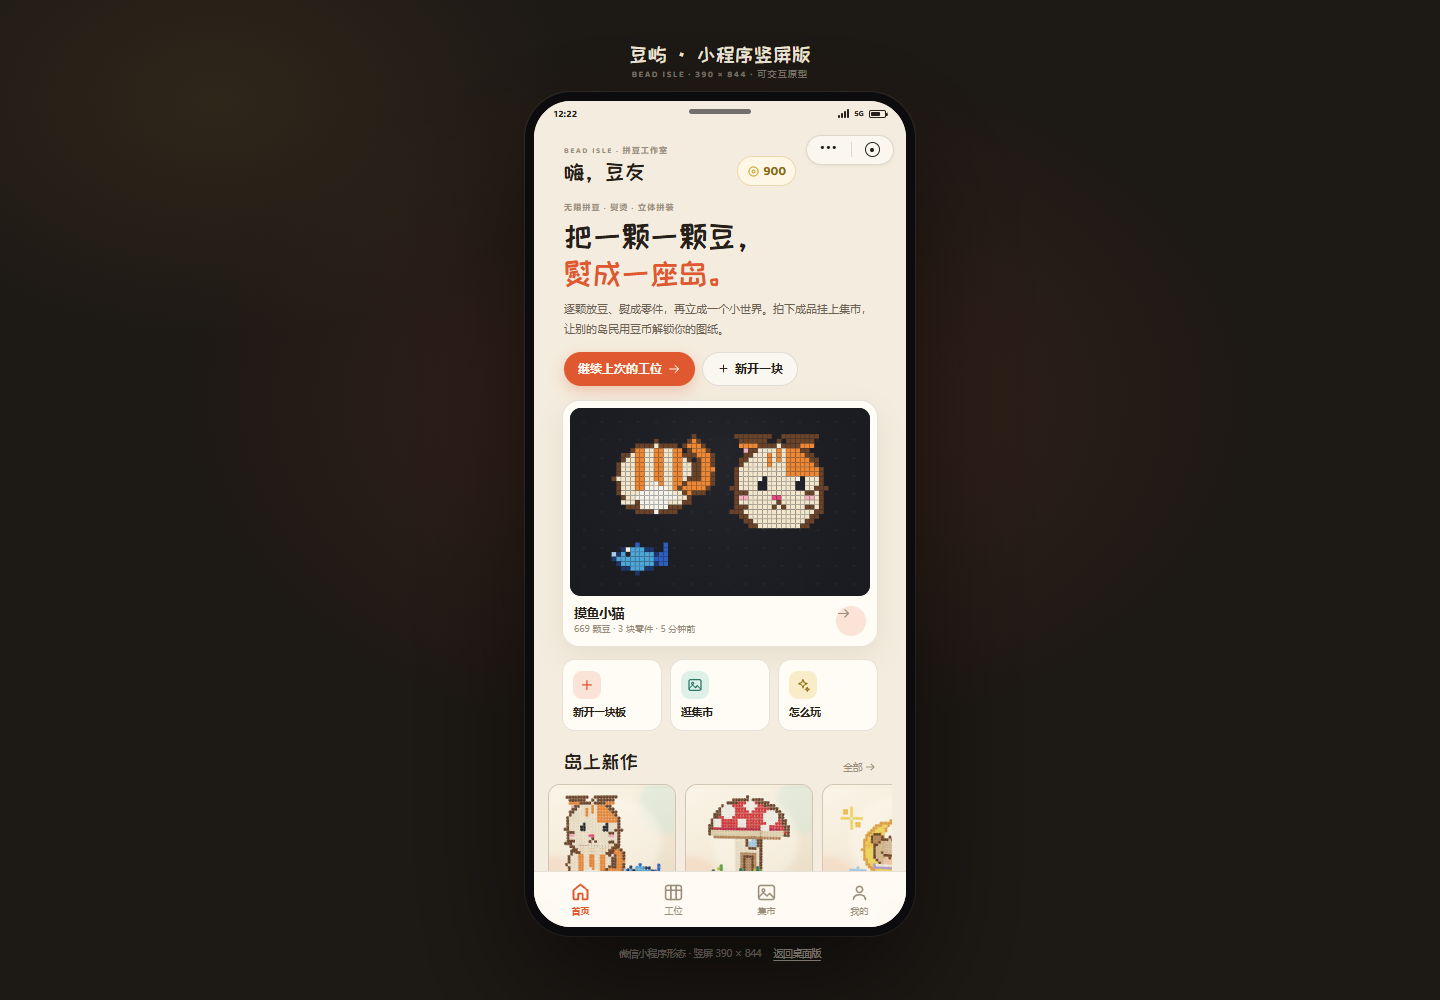 豆屿 · 小程序竖屏版
BEAD ISLE · 390 × 844 · 可交互原型
12:22
5G
BEAD ISLE · 拼豆工作室
嗨，豆友
900
无隔拼豆 · 熨烫 · 立体拼装
把一颗一颗豆，
熨成一座岛。
逐颗放豆、熨成零件，再立成一个小世界。拍下成品挂上集市，
让别的岛民用豆币解锁你的图纸。
继续上次的工位 →
+ 新开一块
摸鱼小猫
669 颗豆 · 3 块零件 · 5 分钟前
新开一块板
逛集市
怎么玩
岛上新作
全部 →
首页
工位
集市
我的
微信小程序形态 · 竖屏 390 × 844 返回桌面版